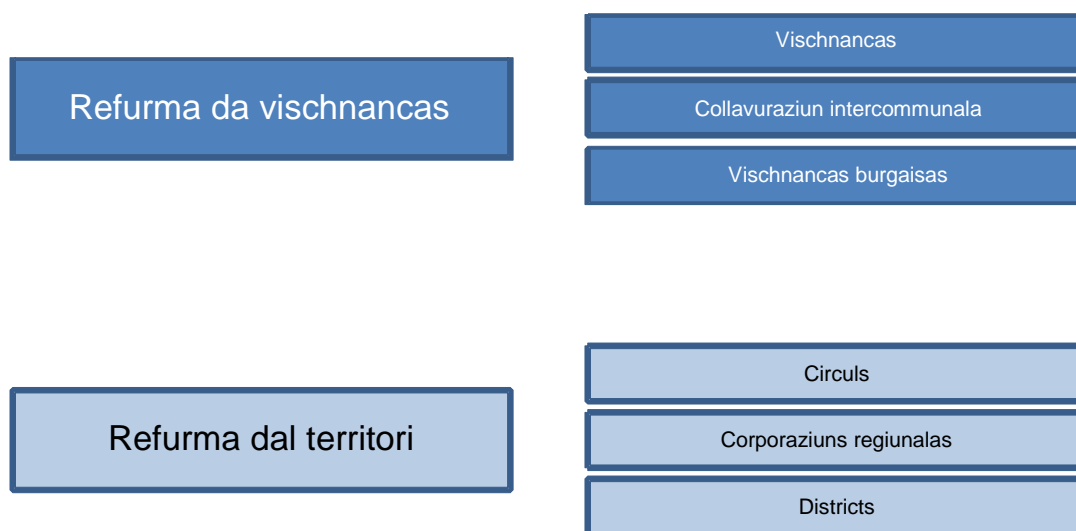 Refurma da vischnancas
Vischnancas
Collavuraziun intercommunala
Vischnancas burgaisas
Refurma dal territori
Circuls
Corporaziuns regiunalas
Districts